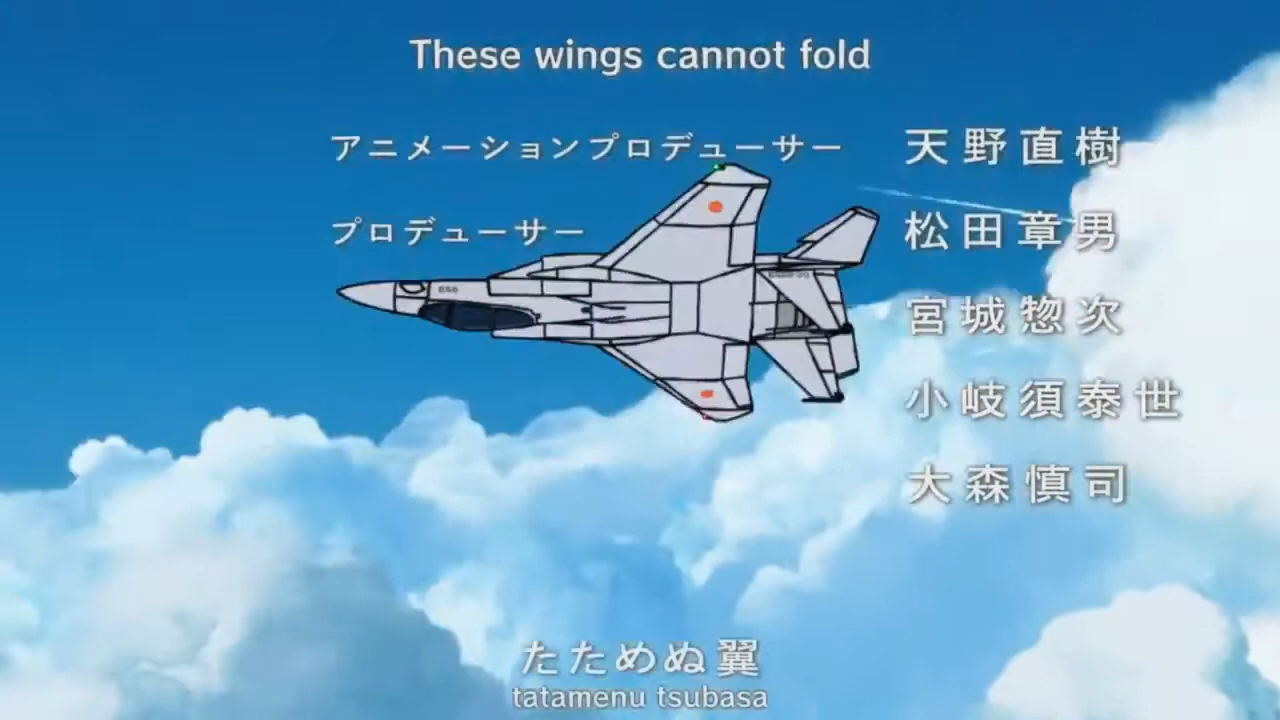 These wings cannot fold
アニメーションプロデューサー 天野直樹
プロデューサー 松田章男
宮城惣次
小岐須泰世
大森慎司
たためぬ翼
tatamenu tsubasa